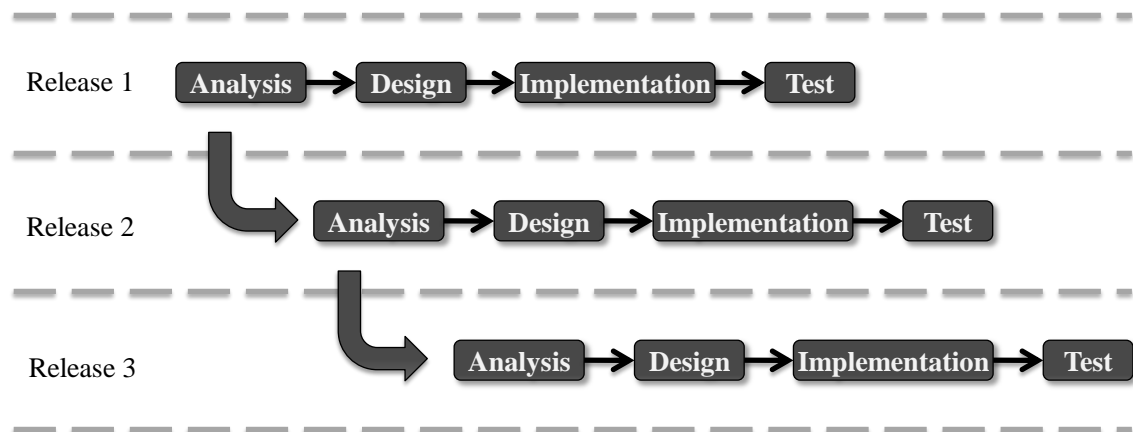 Release 1 Analysis Design Implementation Test
Release 2 Analysis Design Implementation Test
Release 3 Analysis Design Implementation Test